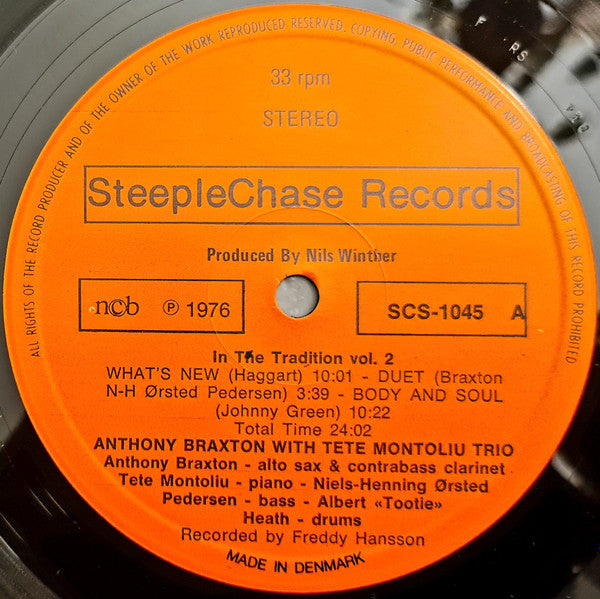 ALL RIGHTS OF THE RECORD PRODUCER AND OF THE OWNER OF THE WORK REPRODUCED RESERVED. COPYING, PUBLIC PERFORMANCE AND BROADCASTING OF THIS RECORD PROHIBITED
33 rpm
STEREO
SteepleChase Records
Produced By Nils Winther
ncb ℗ 1976
SCS-1045 A
In The Tradition vol. 2
WHAT'S NEW (Haggart) 10:01 - DUET (Braxton
N-H Ørsted Pedersen) 3:39 - BODY AND SOUL
(Johnny Green) 10:22
Total Time 24:02
ANTHONY BRAXTON WITH TETE MONTOLIU TRIO
Anthony Braxton - alto sax & contrabass clarinet
Tete Montoliu - piano - Niels-Henning Ørsted
Pedersen - bass - Albert «Tootie»
Heath - drums
Recorded by Freddy Hansson
MADE IN DENMARK